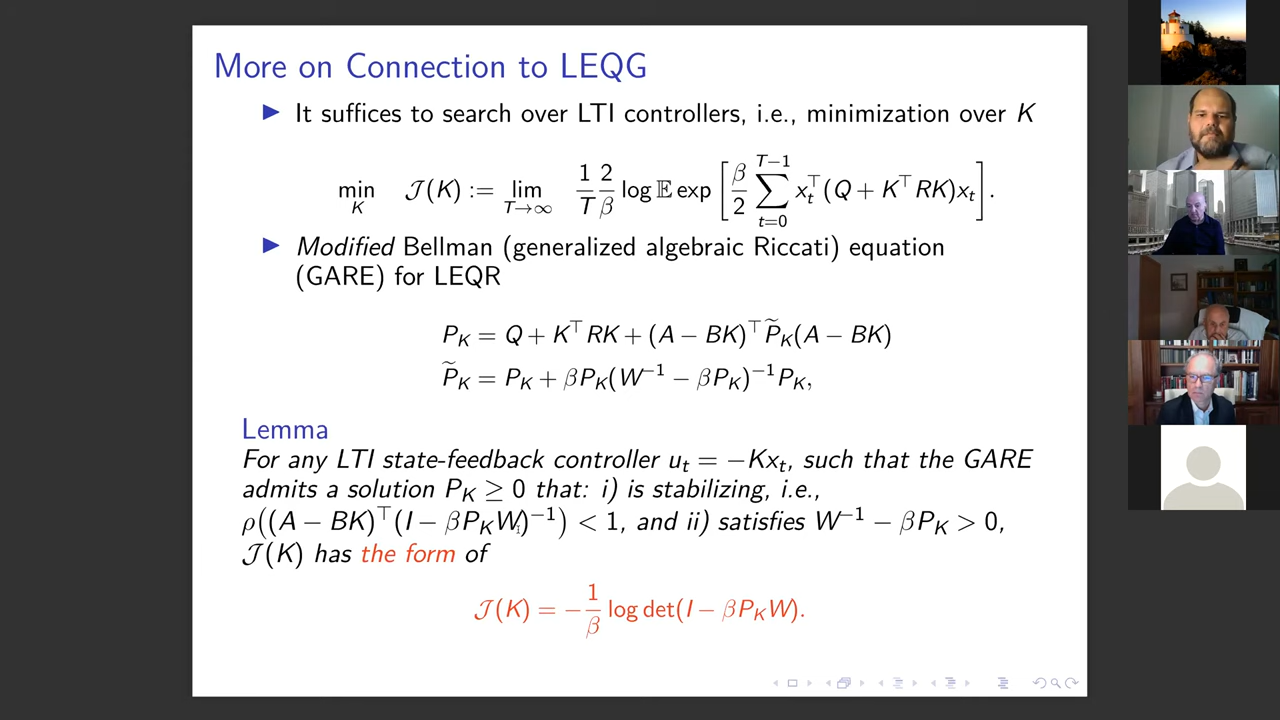 More on Connection to LEQG
▶ It suffices to search over LTI controllers, i.e., minimization over K
min_K 𝒥(K) := lim_{T→∞} 1/T 2/β log 𝔼 exp [ β/2 ∑_{t=0}^{T−1} x_t^⊤(Q + K^⊤RK)x_t ].
▶ Modified Bellman (generalized algebraic Riccati) equation
(GARE) for LEQR
P_K = Q + K^⊤RK + (A − BK)^⊤P̃_K(A − BK)
P̃_K = P_K + βP_K(W^{−1} − βP_K)^{−1}P_K,
Lemma
For any LTI state-feedback controller u_t = −Kx_t, such that the GARE
admits a solution P_K ≥ 0 that: i) is stabilizing, i.e.,
ρ((A − BK)^⊤(I − βP_KW)^{−1}) < 1, and ii) satisfies W^{−1} − βP_K > 0,
𝒥(K) has the form of
𝒥(K) = −1/β log det(I − βP_KW).